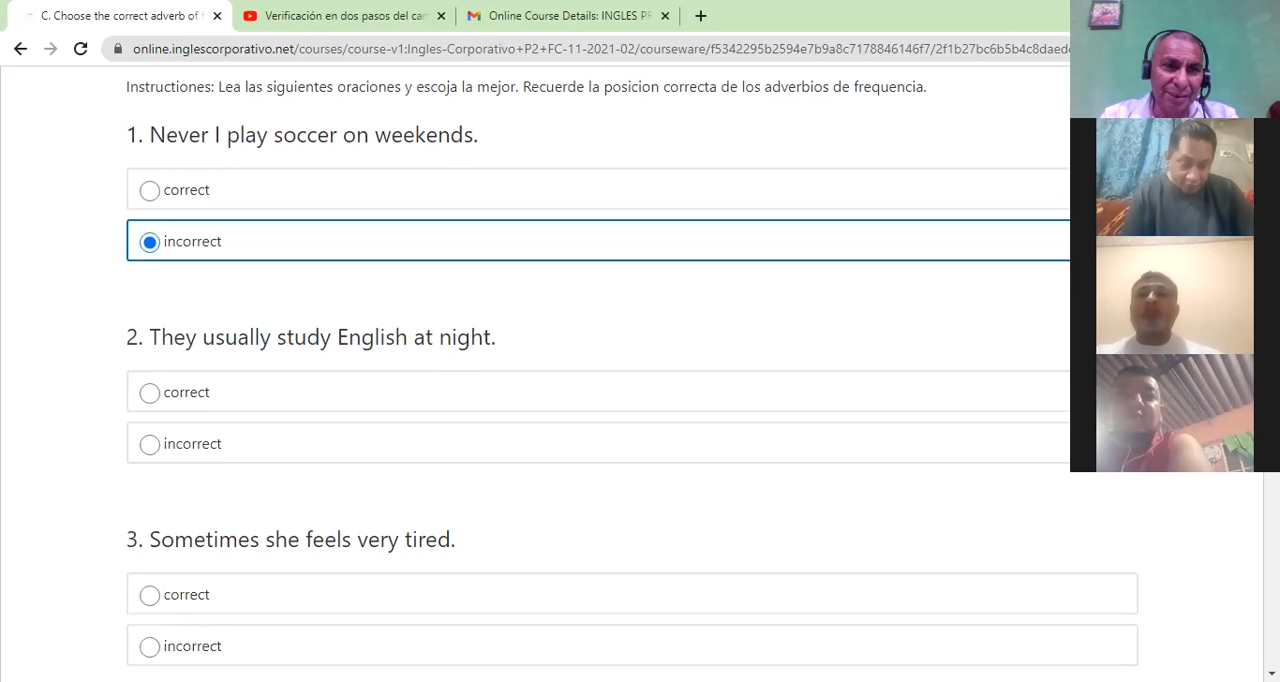 C. Choose the correct adverb of f
Verificación en dos pasos del car
Online Course Details: INGLES PR
online.inglescorporativo.net/courses/course-v1:Ingles-Corporativo+P2+FC-11-2021-02/courseware/f5342295b2594e7b9a8c7178846146f7/2f1b27bc6b5b4c8daed
Instructiones: Lea las siguientes oraciones y escoja la mejor. Recuerde la posicion correcta de los adverbios de frequencia.
1. Never I play soccer on weekends.
correct
incorrect
2. They usually study English at night.
correct
incorrect
3. Sometimes she feels very tired.
correct
incorrect